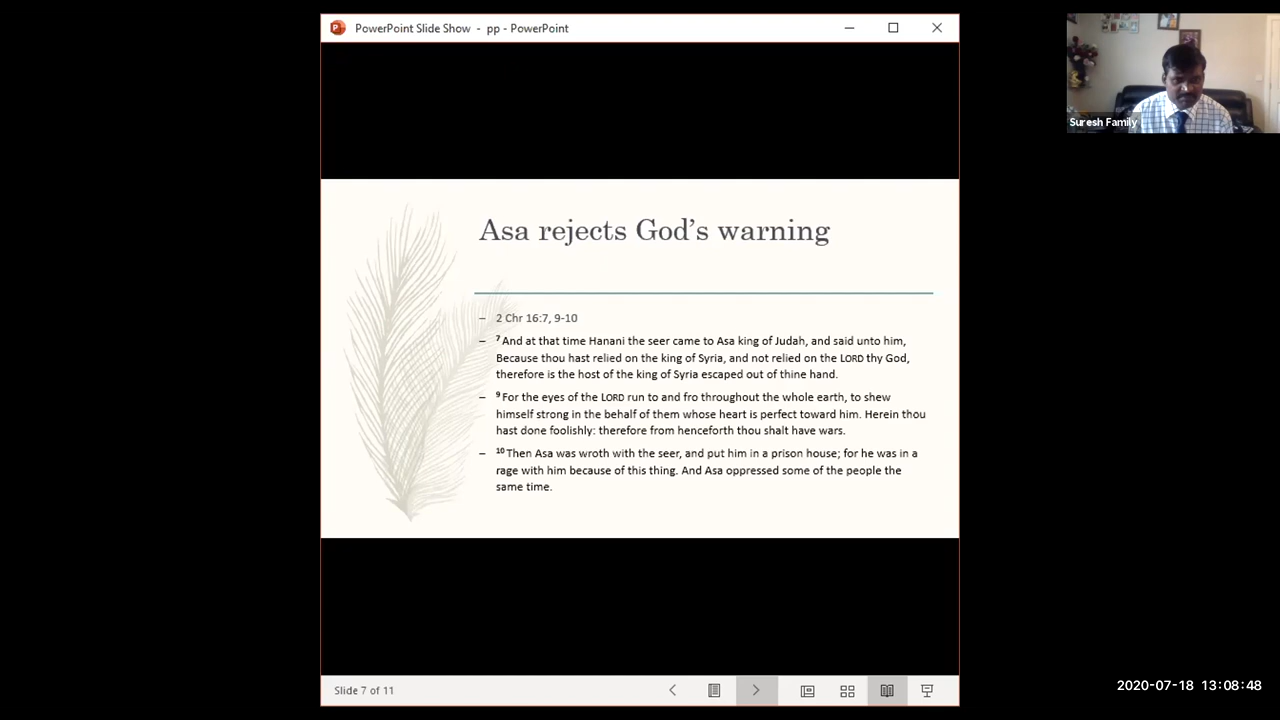 PowerPoint Slide Show - pp - PowerPoint
Suresh Family
Asa rejects God's warning
– 2 Chr 16:7, 9-10
– 7 And at that time Hanani the seer came to Asa king of Judah, and said unto him,
Because thou hast relied on the king of Syria, and not relied on the LORD thy God,
therefore is the host of the king of Syria escaped out of thine hand.
– 9 For the eyes of the LORD run to and fro throughout the whole earth, to shew
himself strong in the behalf of them whose heart is perfect toward him. Herein thou
hast done foolishly: therefore from henceforth thou shalt have wars.
– 10 Then Asa was wroth with the seer, and put him in a prison house; for he was in a
rage with him because of this thing. And Asa oppressed some of the people the
same time.
Slide 7 of 11
2020-07-18 13:08:48